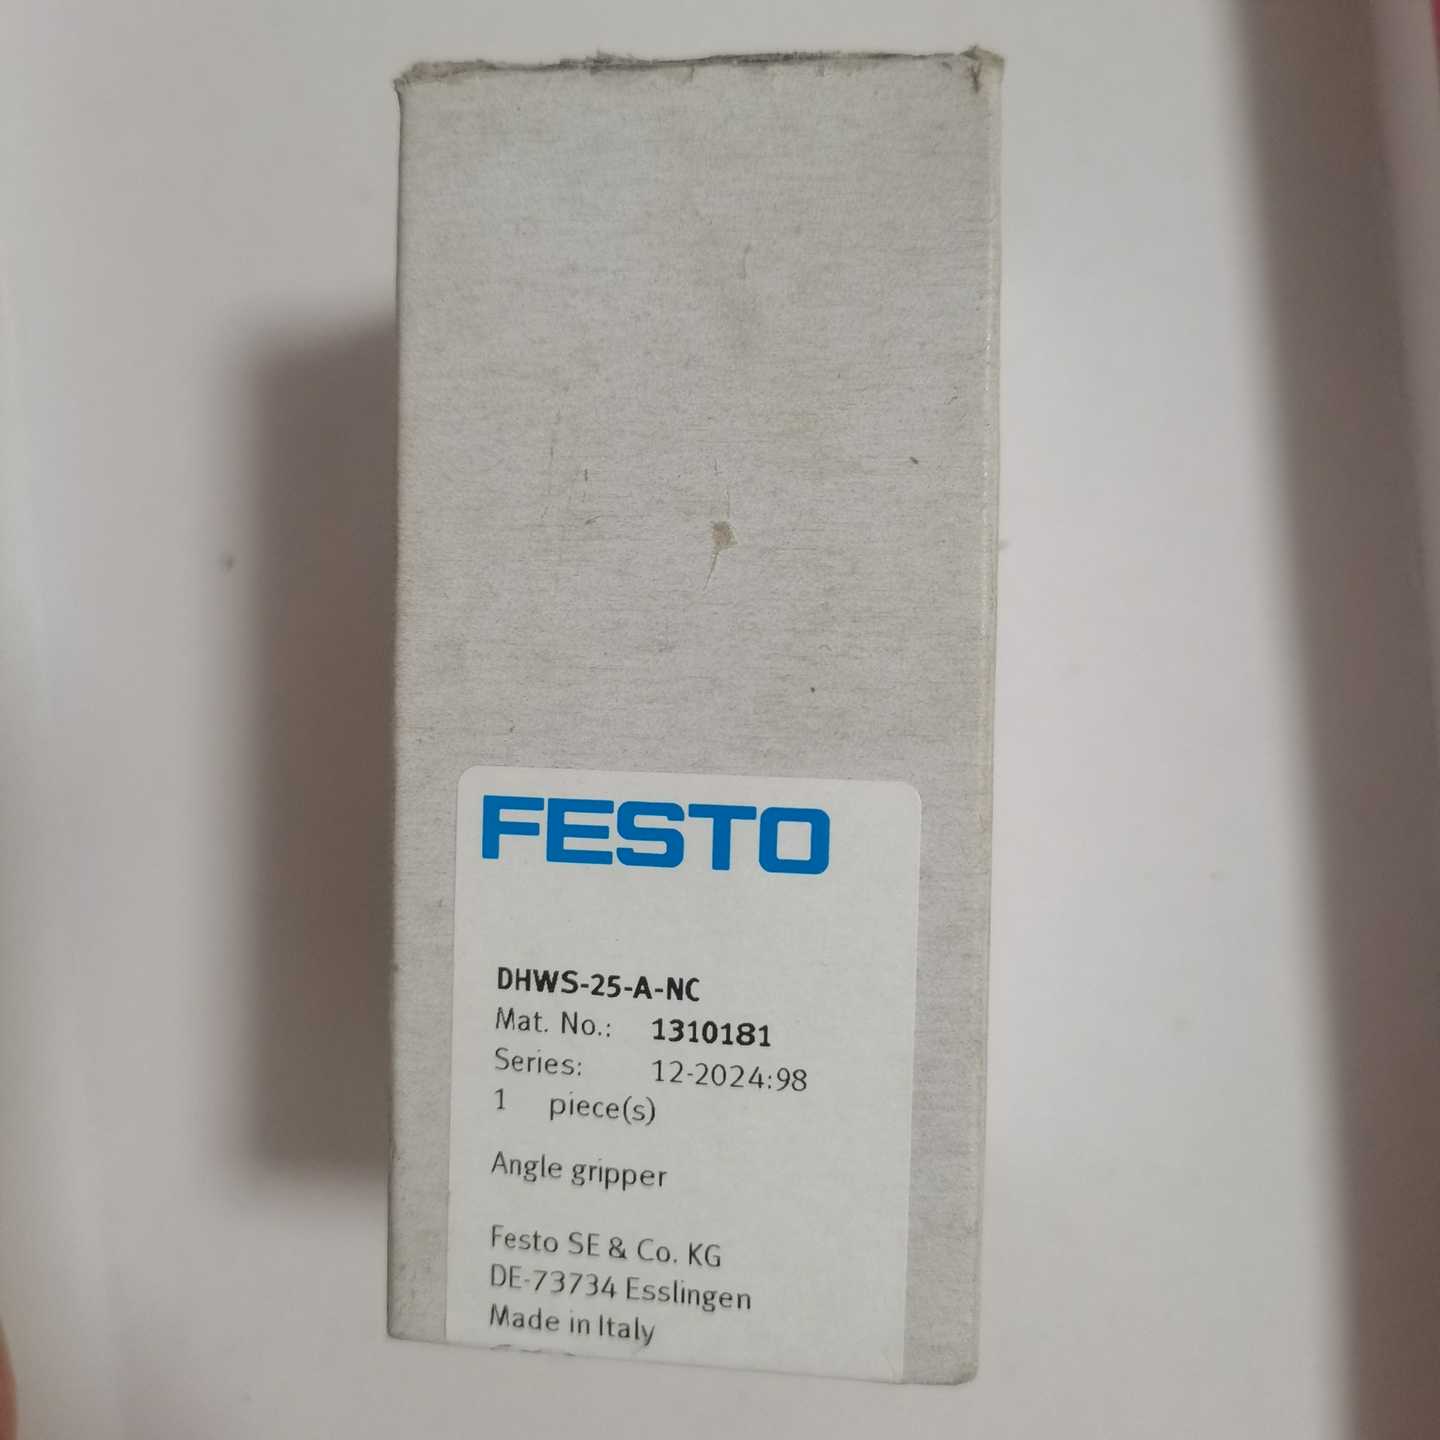 FESTO
DHWS-25-A-NC
Mat. No.: 1310181
Series: 12-2024:98
1 piece(s)
Angle gripper
Festo SE & Co. KG
DE-73734 Esslingen
Made in Italy